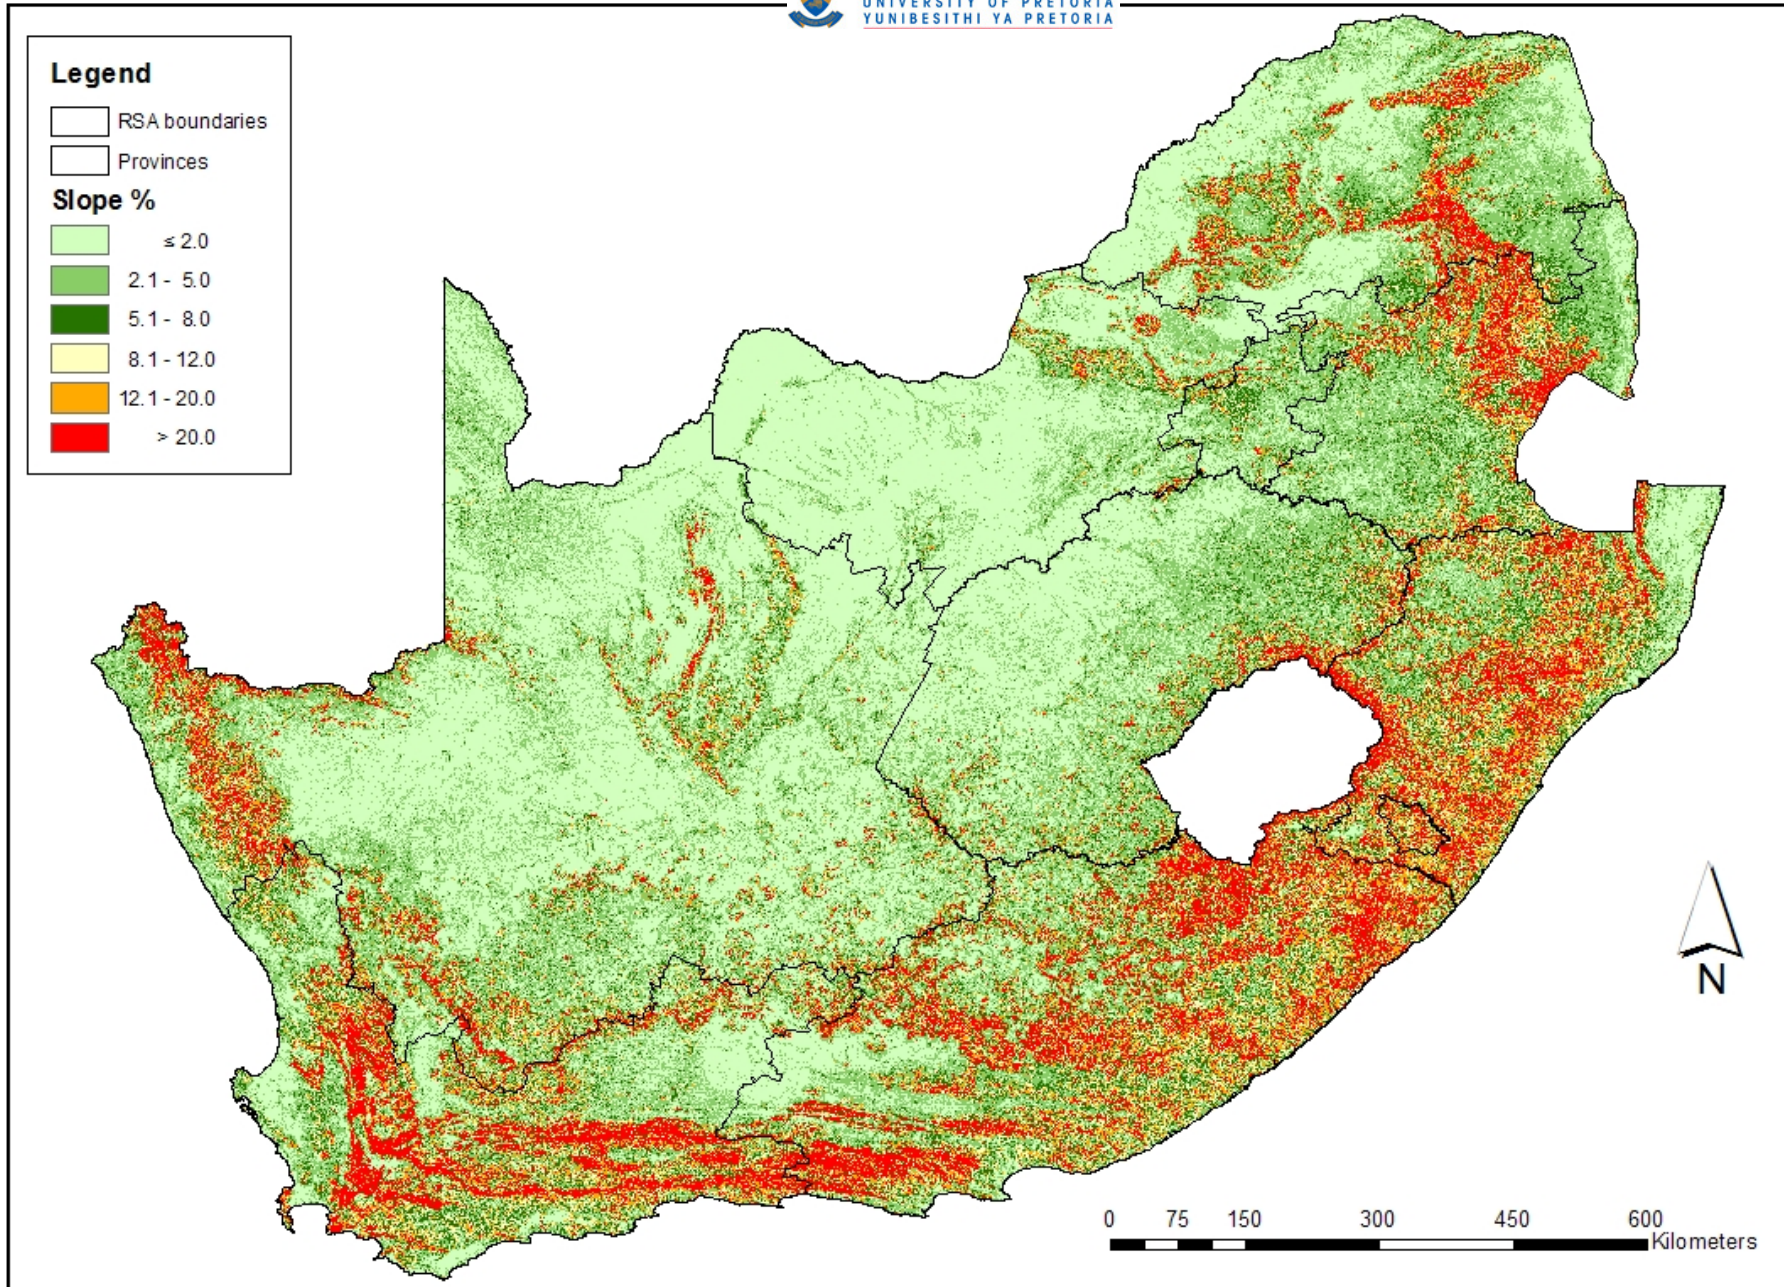 UNIVERSITY OF PRETORIA
YUNIBESITHI YA PRETORIA
Legend
RSA boundaries
Provinces
Slope %
≤ 2.0
2.1 - 5.0
5.1 - 8.0
8.1 - 12.0
12.1 - 20.0
> 20.0
N
0 75 150 300 450 600
Kilometers